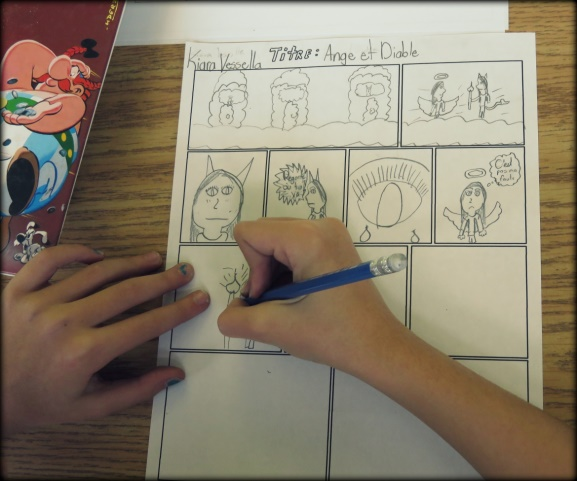 Kiara Vessella Titre: Ange et Diable
C'est
pas ma
faute